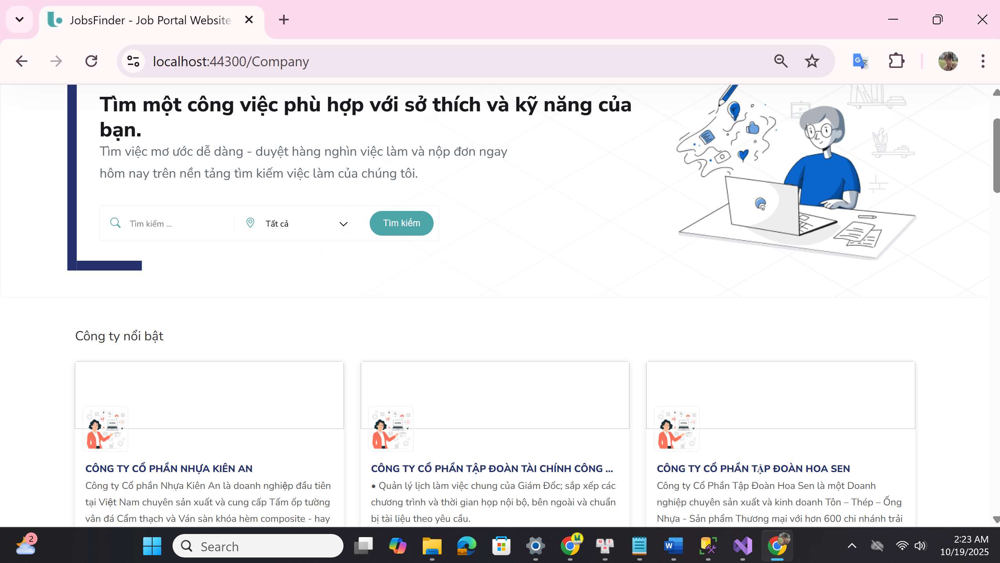 JobsFinder - Job Portal Website
localhost:44300/Company
Tìm một công việc phù hợp với sở thích và kỹ năng của
bạn.
Tìm việc mơ ước dễ dàng - duyệt hàng nghìn việc làm và nộp đơn ngay
hôm nay trên nền tảng tìm kiếm việc làm của chúng tôi.
Tìm kiếm ...
Tất cả
Tìm kiếm
Công ty nổi bật
CÔNG TY CỔ PHẦN NHỰA KIÊN AN
Công ty Cổ phần Nhựa Kiên An là doanh nghiệp đầu tiên
tại Việt Nam chuyên sản xuất và cung cấp Tấm ốp tường
vân đá Cẩm thạch và Ván sàn khóa hèm composite - hay
CÔNG TY CỔ PHẦN TẬP ĐOÀN TÀI CHÍNH CÔNG ...
• Quản lý lịch làm việc chung của Giám Đốc; sắp xếp các
chương trình và thời gian họp nội bộ, bên ngoài và chuẩn
bị tài liệu theo yêu cầu.
CÔNG TY CỔ PHẦN TẬP ĐOÀN HOA SEN
Công ty Cổ Phần Tập Đoàn Hoa Sen là một Doanh
nghiệp chuyên sản xuất và kinh doanh Tôn – Thép – Ống
Nhựa - Sản phẩm Thương mại với hơn 600 chi nhánh trải
2
Search
2:23 AM
10/19/2025